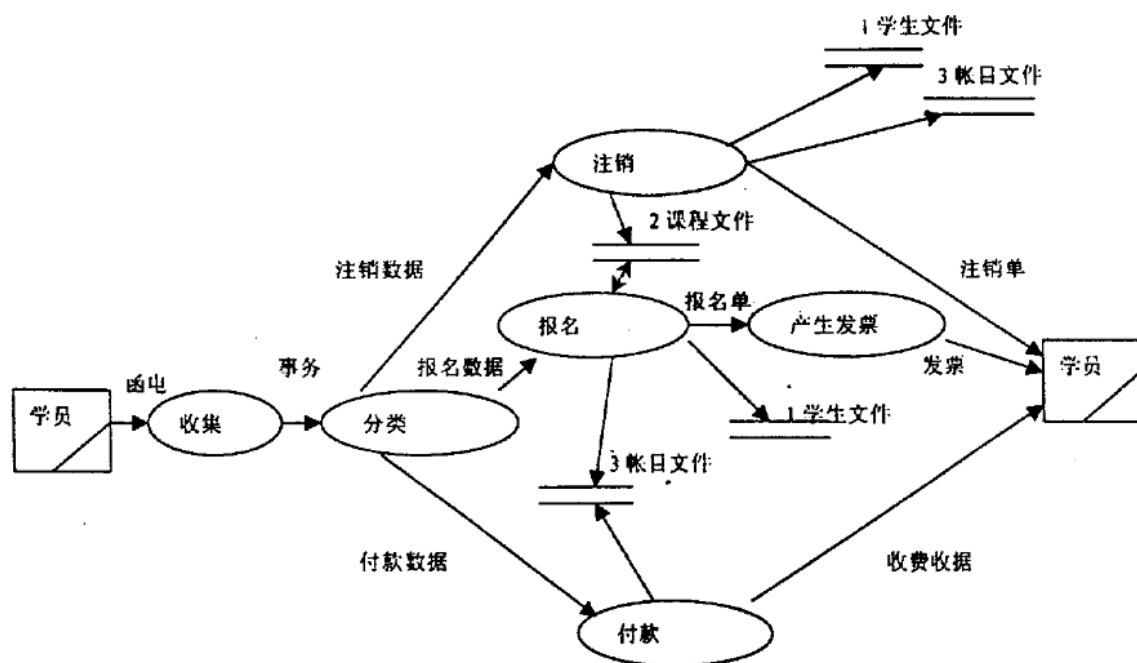 1 学生文件
3 帐目文件
注销
2 课程文件
注销数据
注销单
报名
报名单
产生发票
事务
报名数据
发票
函电
学员
收集
分类
学员
1 学生文件
3 帐目文件
付款数据
收费收据
付款